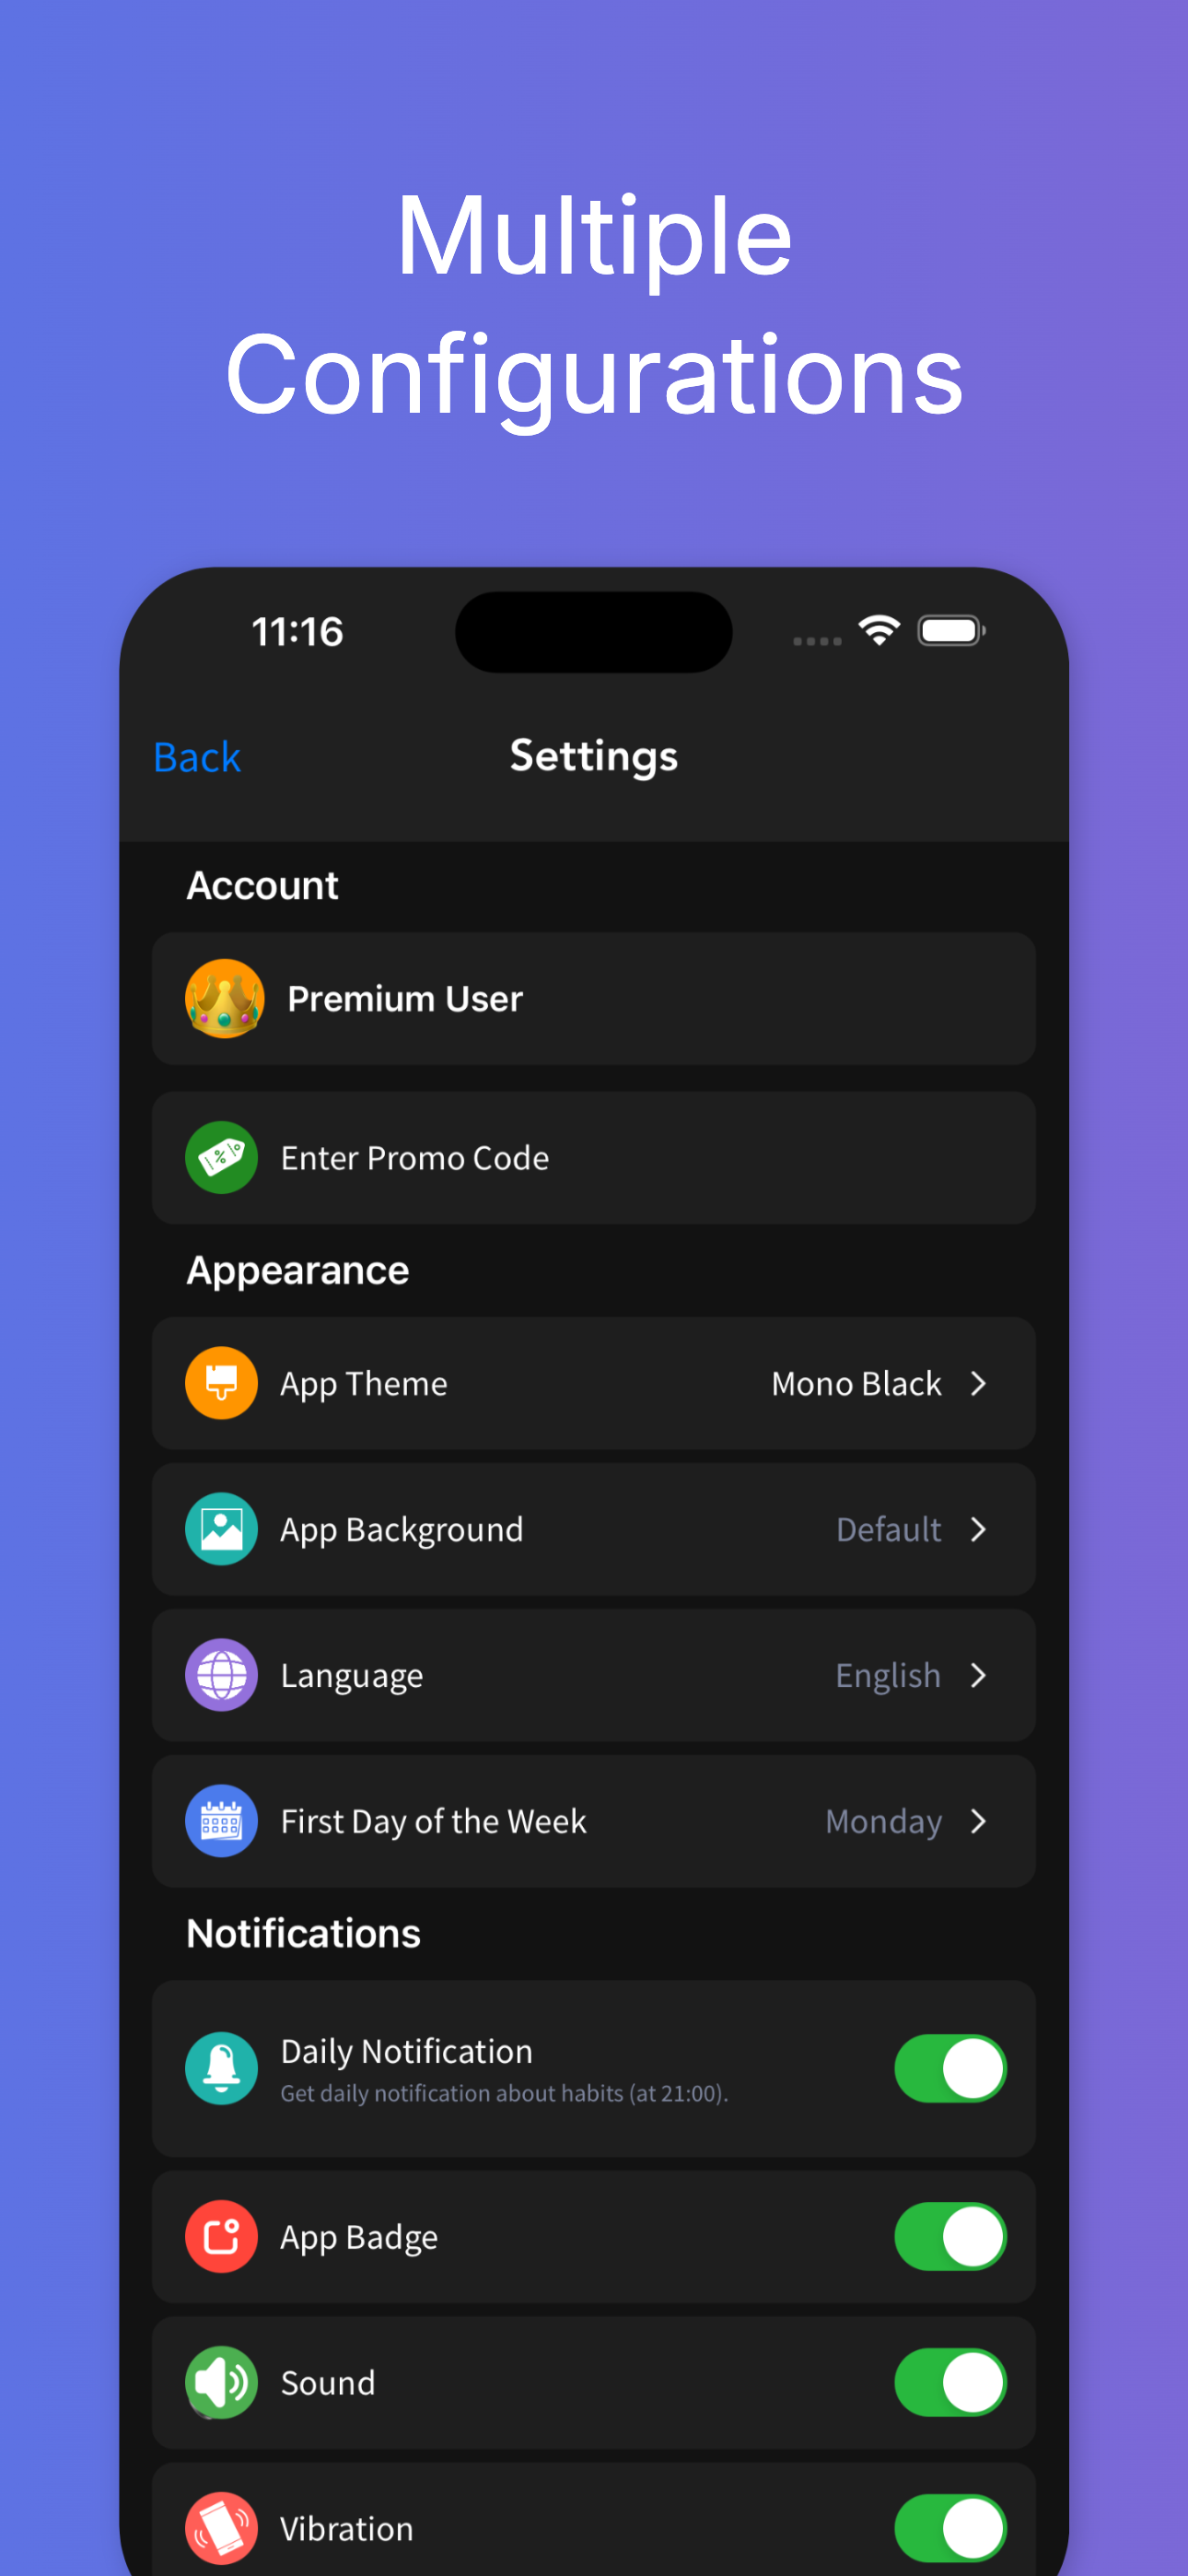 Multiple
Configurations
11:16
Back
Settings
Account
Premium User
Enter Promo Code
Appearance
App Theme
Mono Black
App Background
Default
Language
English
First Day of the Week
Monday
Notifications
Daily Notification
Get daily notification about habits (at 21:00).
App Badge
Sound
Vibration